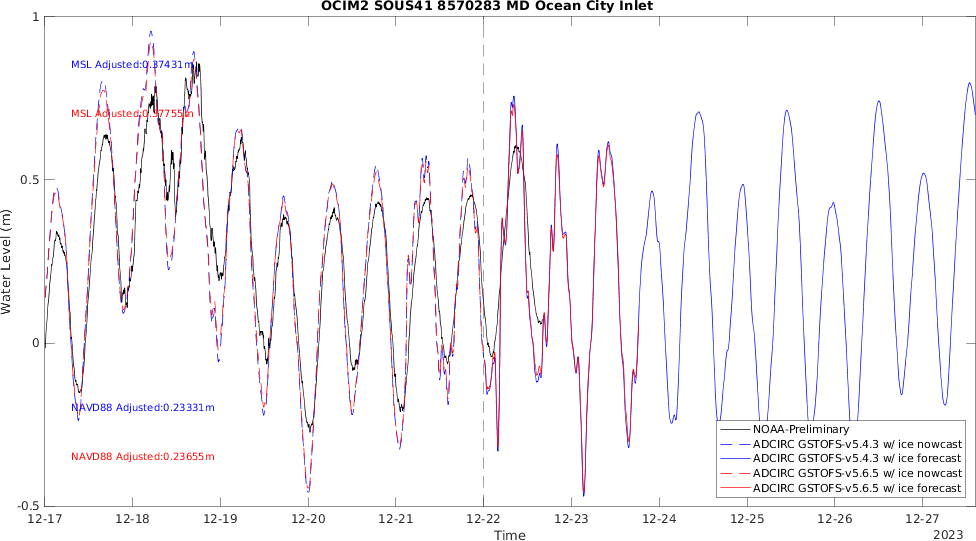 OCIM2 SOUS41 8570283 MD Ocean City Inlet
Water Level (m)
1
0.5
0
-0.5
MSL Adjusted:0.37431m
MSL Adjusted:0.37755m
NAVD88 Adjusted:0.23331m
NAVD88 Adjusted:0.23655m
NOAA-Preliminary
ADCIRC GSTOFS-v5.4.3 w/ ice nowcast
ADCIRC GSTOFS-v5.4.3 w/ ice forecast
ADCIRC GSTOFS-v5.6.5 w/ ice nowcast
ADCIRC GSTOFS-v5.6.5 w/ ice forecast
12-17 12-18 12-19 12-20 12-21 12-22 12-23 12-24 12-25 12-26 12-27
Time
2023